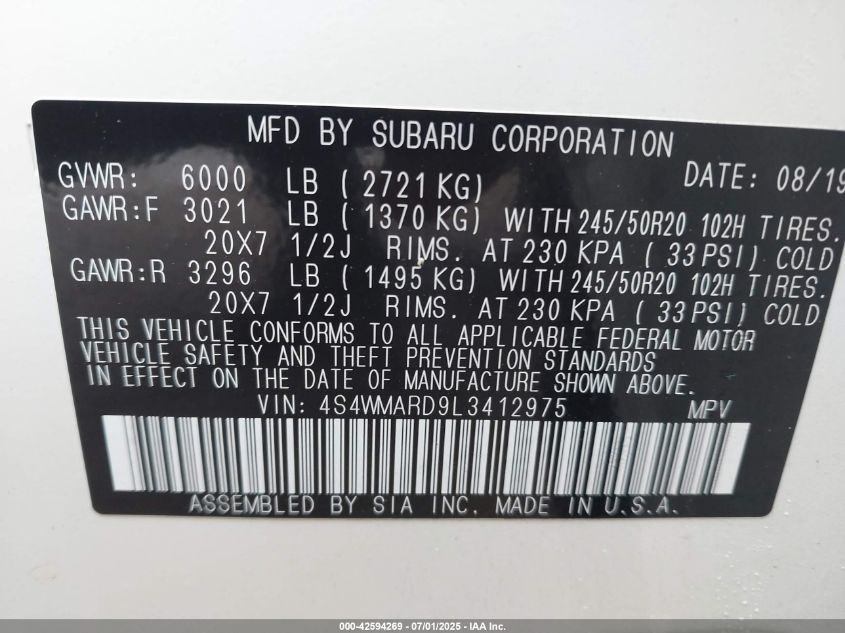 MFD BY SUBARU CORPORATION
GVWR: 6000 LB ( 2721 KG) DATE: 08/19
GAWR:F 3021 LB ( 1370 KG) WITH 245/50R20 102H TIRES.
20X7 1/2J RIMS. AT 230 KPA ( 33 PSI) COLD
GAWR:R 3296 LB ( 1495 KG) WITH 245/50R20 102H TIRES.
20X7 1/2J RIMS. AT 230 KPA ( 33 PSI) COLD
THIS VEHICLE CONFORMS TO ALL APPLICABLE FEDERAL MOTOR
VEHICLE SAFETY AND THEFT PREVENTION STANDARDS
IN EFFECT ON THE DATE OF MANUFACTURE SHOWN ABOVE.
VIN: 4S4WMARD9L3412975 MPV
ASSEMBLED BY SIA INC. MADE IN U.S.A.
000-42594269 - 07/01/2025 - IAA Inc.